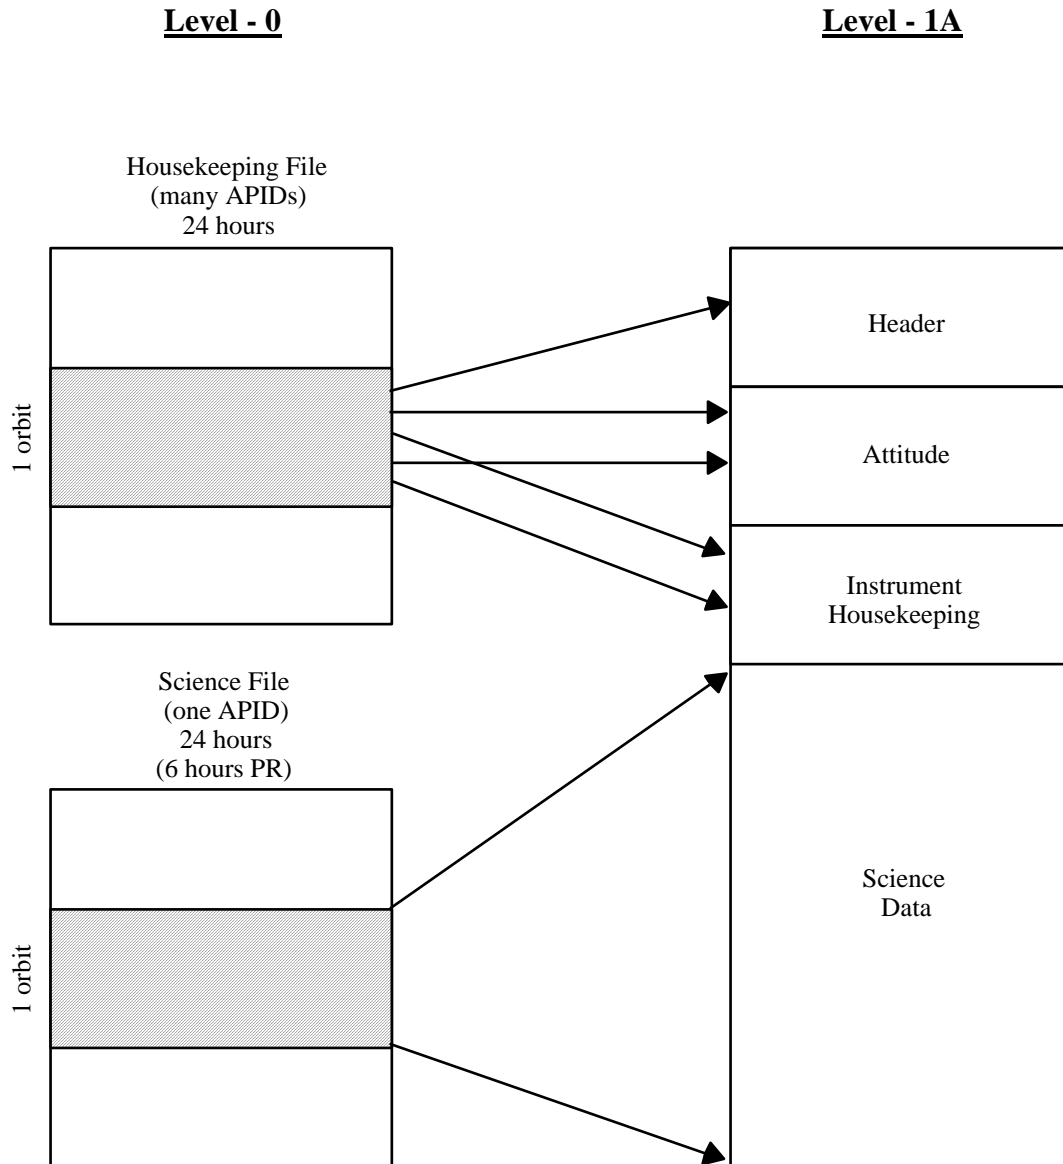 Level - 0
Level - 1A
Housekeeping File
(many APIDs)
24 hours
1 orbit
Header
Attitude
Instrument
Housekeeping
Science File
(one APID)
24 hours
(6 hours PR)
1 orbit
Science
Data